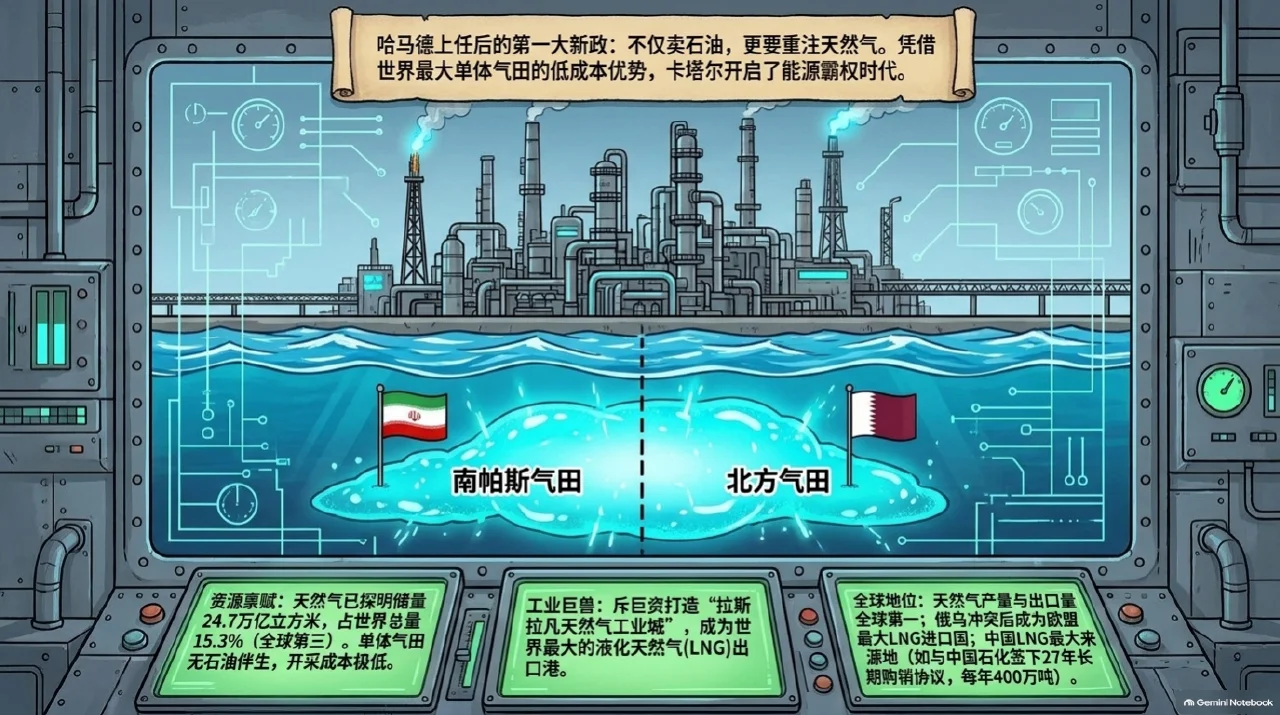 哈马德上任后的第一大新政：不仅卖石油，更要重注天然气。凭借
世界最大单体气田的低成本优势，卡塔尔开启了能源霸权时代。
南帕斯气田
北方气田
资源禀赋：天然气已探明储量
24.7万亿立方米，占世界总量
15.3%（全球第三）。单体气田
无石油伴生，开采成本极低。
工业巨兽：斥巨资打造“拉斯
拉凡天然气工业城”，成为世
界最大的液化天然气(LNG)出
口港。
全球地位：天然气产量与出口量
全球第一；俄乌冲突后成为欧盟
最大LNG进口国；中国LNG最大来
源地（如与中国石化签下27年长
期购销协议，每年400万吨）。
Gemini Notebook